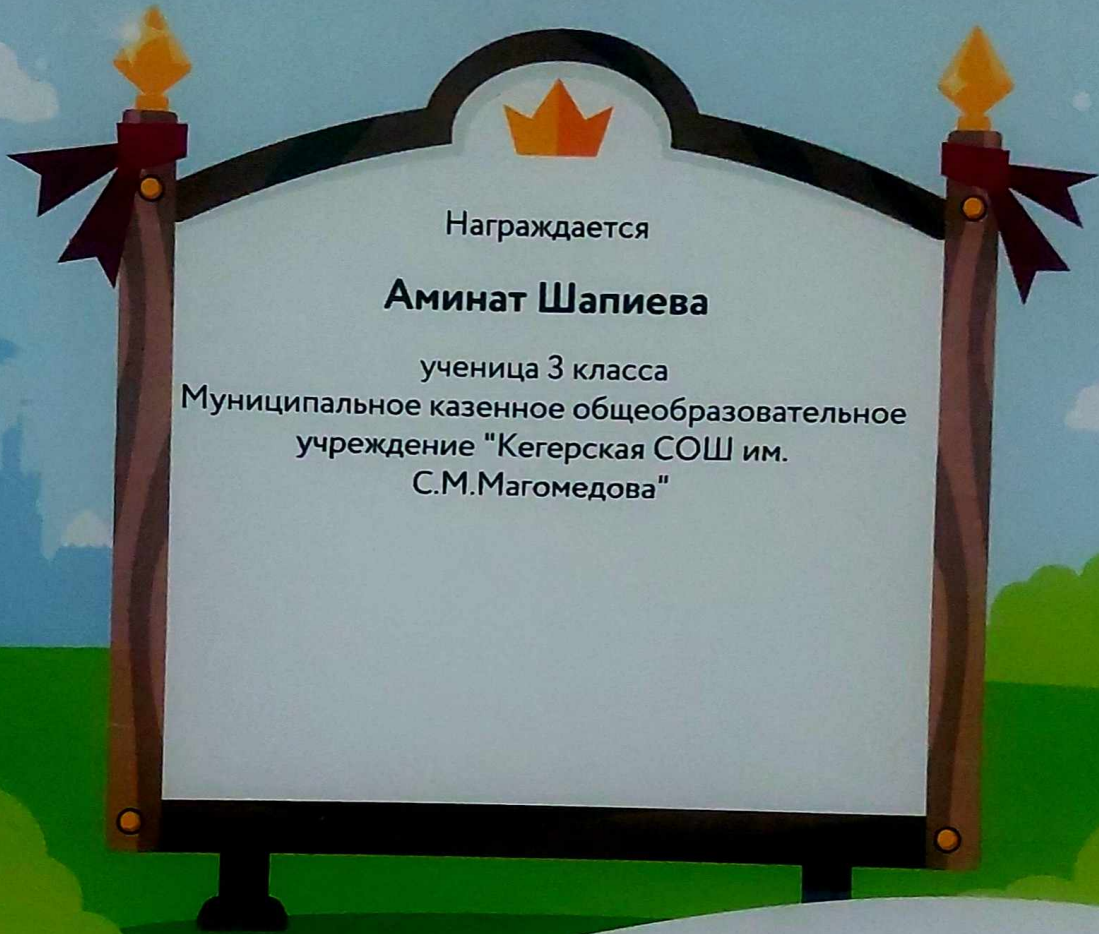 Награждается
Аминат Шапиева
ученица 3 класса
Муниципальное казенное общеобразовательное
учреждение "Кегерская СОШ им.
С.М.Магомедова"